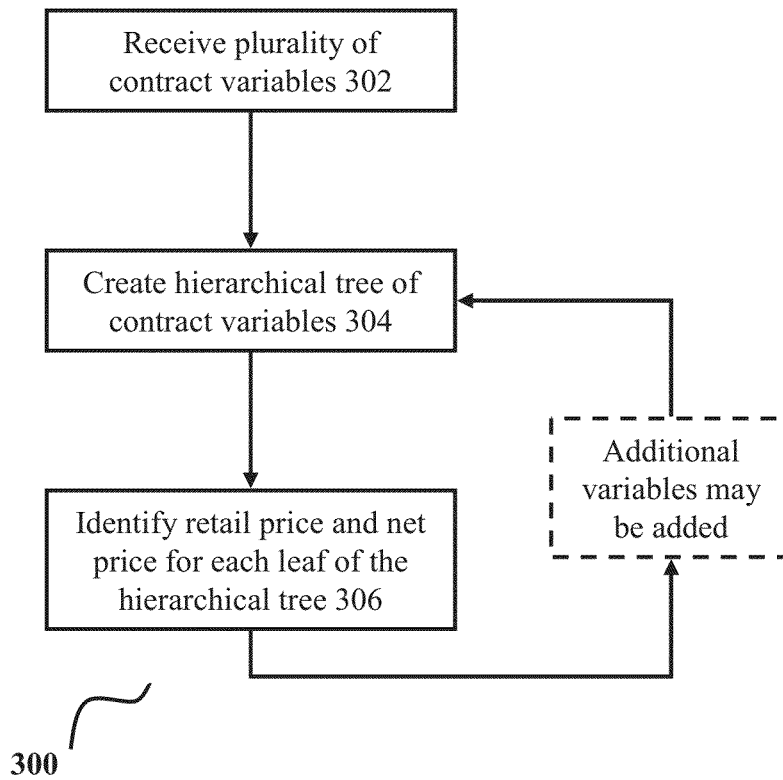 Receive plurality of
contract variables 302
Create hierarchical tree of
contract variables 304
Additional
variables may
be added
Identify retail price and net
price for each leaf of the
hierarchical tree 306
300